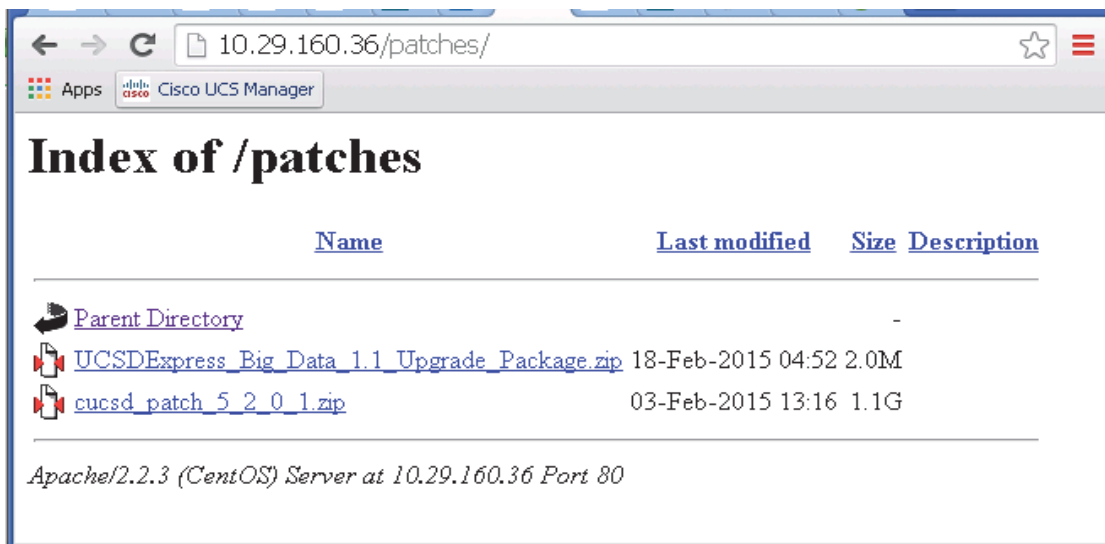 10.29.160.36/patches/
Apps cisco Cisco UCS Manager
Index of /patches
Name Last modified Size Description
Parent Directory -
UCSDExpress_Big_Data_1.1_Upgrade_Package.zip 18-Feb-2015 04:52 2.0M
cucsd_patch_5_2_0_1.zip 03-Feb-2015 13:16 1.1G
Apache/2.2.3 (CentOS) Server at 10.29.160.36 Port 80